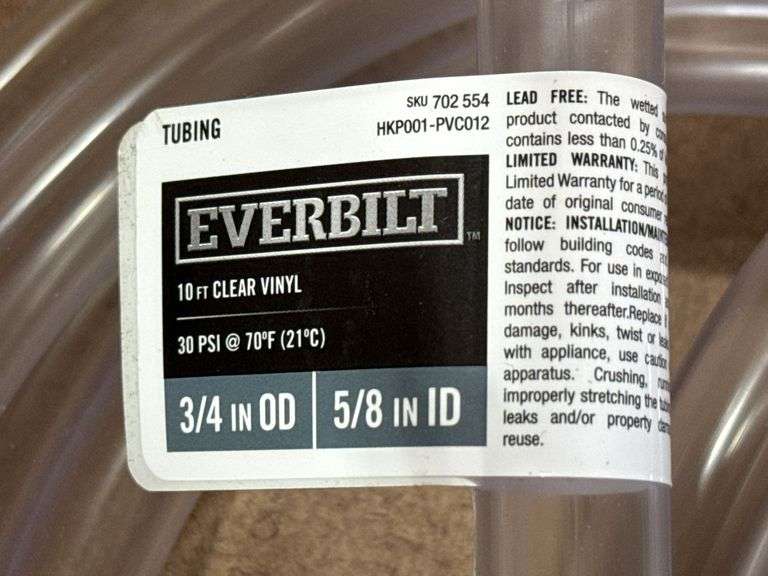 TUBING
SKU 702 554
HKP001-PVC012
EVERBILT™
10 FT CLEAR VINYL
30 PSI @ 70ºF (21ºC)
3/4 IN OD
5/8 IN ID
LEAD FREE: The wetted
product contacted by
contains less than 0.25%
LIMITED WARRANTY: This
Limited Warranty for a period
date of original consumer
NOTICE: INSTALLATION/
follow building codes
standards. For use in
Inspect after installation
months thereafter.Replace
damage, kinks, twist or
with appliance, use caution
apparatus. Crushing,
improperly stretching the
leaks and/or property
reuse.